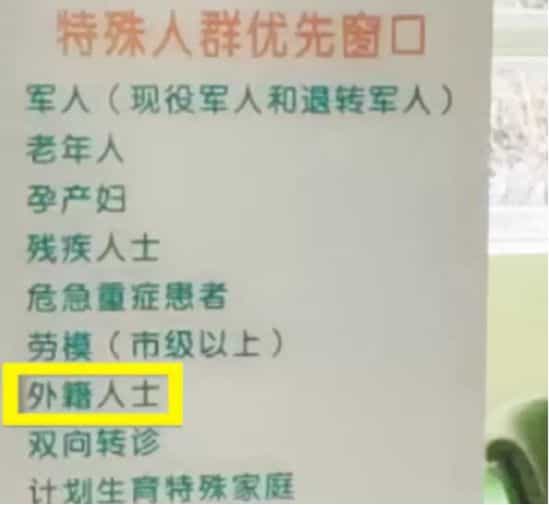 特殊人群优先窗口
军人（现役军人和退转军人）
老年人
孕产妇
残疾人士
危急重症患者
劳模（市级以上）
外籍人士
双向转诊
计划生育特殊家庭